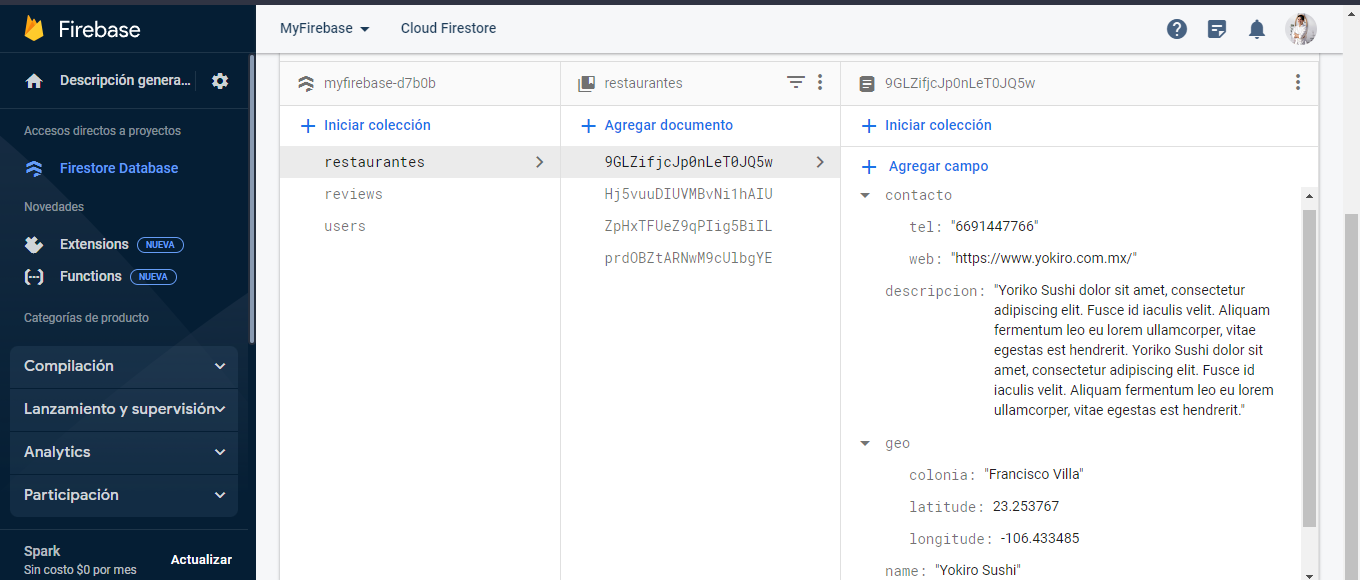 Firebase
MyFirebase
Cloud Firestore
Descripción genera...
Accesos directos a proyectos
Firestore Database
Novedades
Extensions NUEVA
Functions NUEVA
Categorías de producto
Compilación
Lanzamiento y supervisión
Analytics
Participación
Spark
Sin costo $0 por mes
Actualizar
myfirebase-d7b0b
Iniciar colección
restaurantes
reviews
users
restaurantes
Agregar documento
9GLZifjcJp0nLeT0JQ5w
Hj5vuuDIUVMBvNi1hAIU
ZpHxTFUeZ9qPIig5BiIL
prdOBZtARNwM9cUlbgYE
9GLZifjcJp0nLeT0JQ5w
Iniciar colección
Agregar campo
contacto
tel: "6691447766"
web: "https://www.yokiro.com.mx/"
descripcion: "Yoriko Sushi dolor sit amet, consectetur
adipiscing elit. Fusce id iaculis velit. Aliquam
fermentum leo eu lorem ullamcorper, vitae
egestas est hendrerit. Yoriko Sushi dolor sit
amet, consectetur adipiscing elit. Fusce id
iaculis velit. Aliquam fermentum leo eu lorem
ullamcorper, vitae egestas est hendrerit."
geo
colonia: "Francisco Villa"
latitude: 23.253767
longitude: -106.433485
name: "Yokiro Sushi"